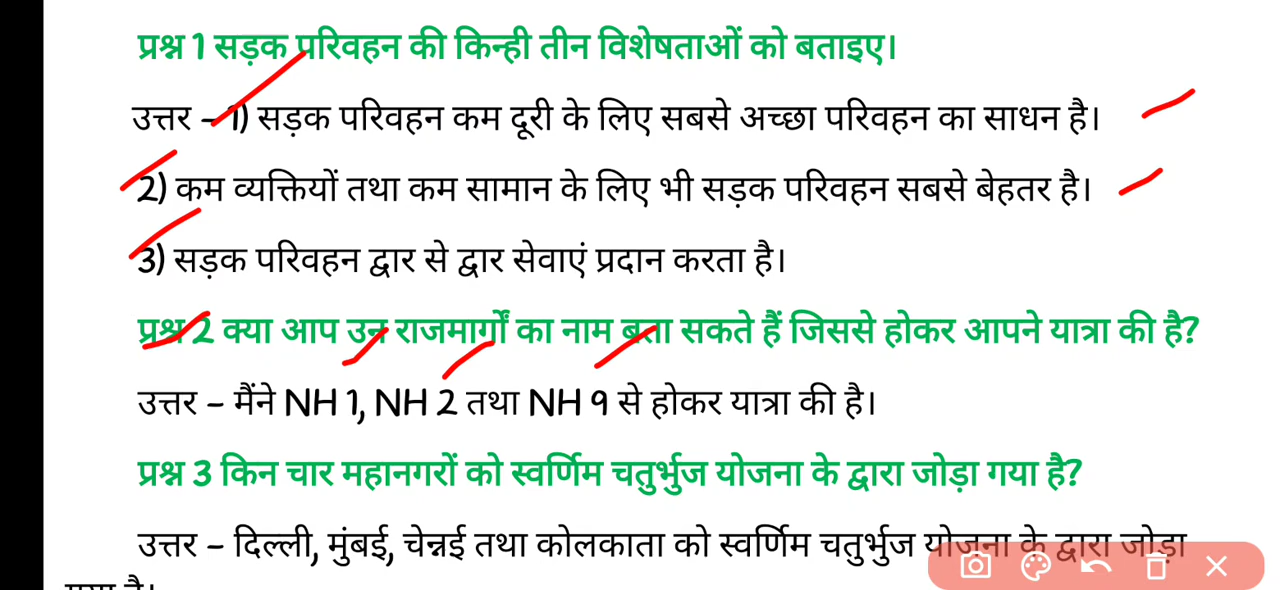 प्रश्न 1 सड़क परिवहन की किन्ही तीन विशेषताओं को बताइए।
उत्तर – 1) सड़क परिवहन कम दूरी के लिए सबसे अच्छा परिवहन का साधन है।
2) कम व्यक्तियों तथा कम सामान के लिए भी सड़क परिवहन सबसे बेहतर है।
3) सड़क परिवहन द्वार से द्वार सेवाएं प्रदान करता है।
प्रश्न 2 क्या आप उन राजमार्गों का नाम बता सकते हैं जिससे होकर आपने यात्रा की है?
उत्तर – मैंने NH 1, NH 2 तथा NH 9 से होकर यात्रा की है।
प्रश्न 3 किन चार महानगरों को स्वर्णिम चतुर्भुज योजना के द्वारा जोड़ा गया है?
उत्तर – दिल्ली, मुंबई, चेन्नई तथा कोलकाता को स्वर्णिम चतुर्भुज योजना के द्वारा जोड़ा
गया है।